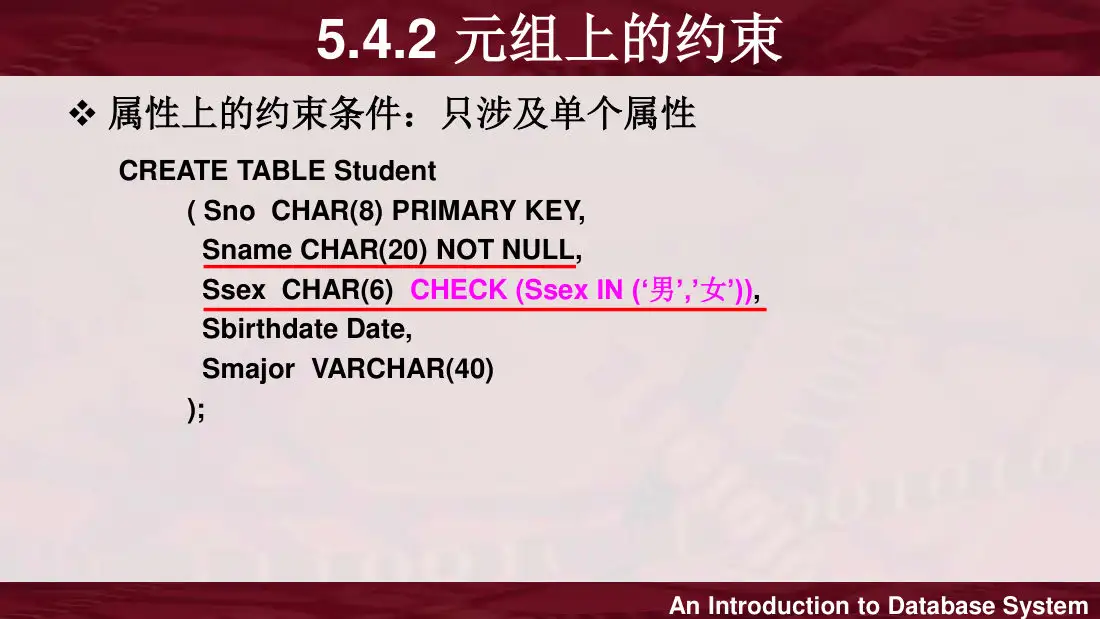 5.4.2 元组上的约束
❖ 属性上的约束条件：只涉及单个属性
CREATE TABLE Student
( Sno CHAR(8) PRIMARY KEY,
Sname CHAR(20) NOT NULL,
Ssex CHAR(6) CHECK (Ssex IN (‘男’,’女’)),
Sbirthdate Date,
Smajor VARCHAR(40)
);
An Introduction to Database System